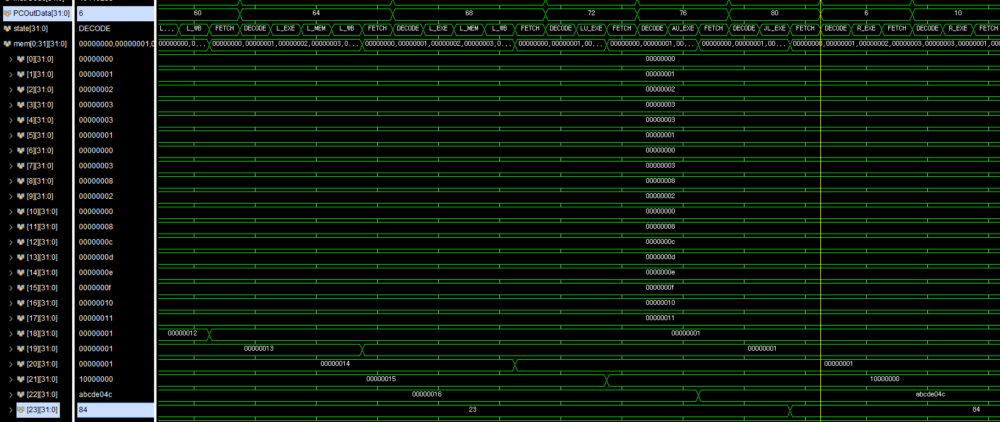 PCOutData[31:0] 6 60 64 68 72 76 80 6 10
state[31:0] DECODE L... L_WB FETCH DECODE L_EXE L_MEM L_WB FETCH DECODE L_EXE L_MEM L_WB FETCH DECODE LU_EXE FETCH DECODE AU_EXE FETCH DECODE JL_EXE FETCH DECODE R_EXE FETCH DECODE R_EXE FETCH
mem[0:31][31:0] 00000000,00000001,0 00000000,0... 00000000,00000001,00000002,00000003,0... 00000000,00000001,00000002,00000003,0... 00000000,00000001,00... 00000000,00000001,00... 00000000,00000001,00... 00000000,00000001,00000002,00000003,00000003,00000001,000
[0][31:0] 00000000 00000000
[1][31:0] 00000001 00000001
[2][31:0] 00000002 00000002
[3][31:0] 00000003 00000003
[4][31:0] 00000003 00000003
[5][31:0] 00000001 00000001
[6][31:0] 00000000 00000000
[7][31:0] 00000003 00000003
[8][31:0] 00000008 00000008
[9][31:0] 00000002 00000002
[10][31:0] 00000000 00000000
[11][31:0] 00000008 00000008
[12][31:0] 0000000c 0000000c
[13][31:0] 0000000d 0000000d
[14][31:0] 0000000e 0000000e
[15][31:0] 0000000f 0000000f
[16][31:0] 00000010 00000010
[17][31:0] 00000011 00000011
[18][31:0] 00000001 00000012 00000001
[19][31:0] 00000001 00000013 00000001
[20][31:0] 00000001 00000014 00000001
[21][31:0] 10000000 00000015 10000000
[22][31:0] abcde04c 00000016 abcde04c
[23][31:0] 84 23 84